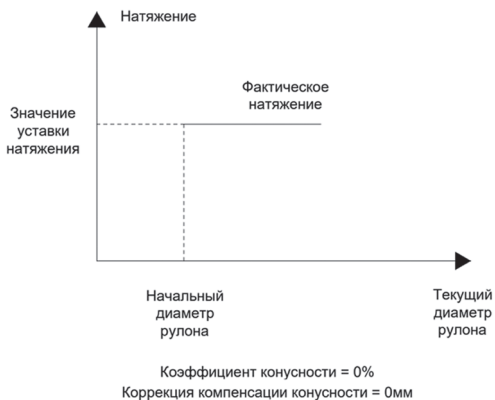 Натяжение
Фактическое
натяжение
Значение
уставки
натяжения
Начальный
диаметр
рулона
Текущий
диаметр
рулона
Коэффициент конусности = 0%
Коррекция компенсации конусности = 0мм